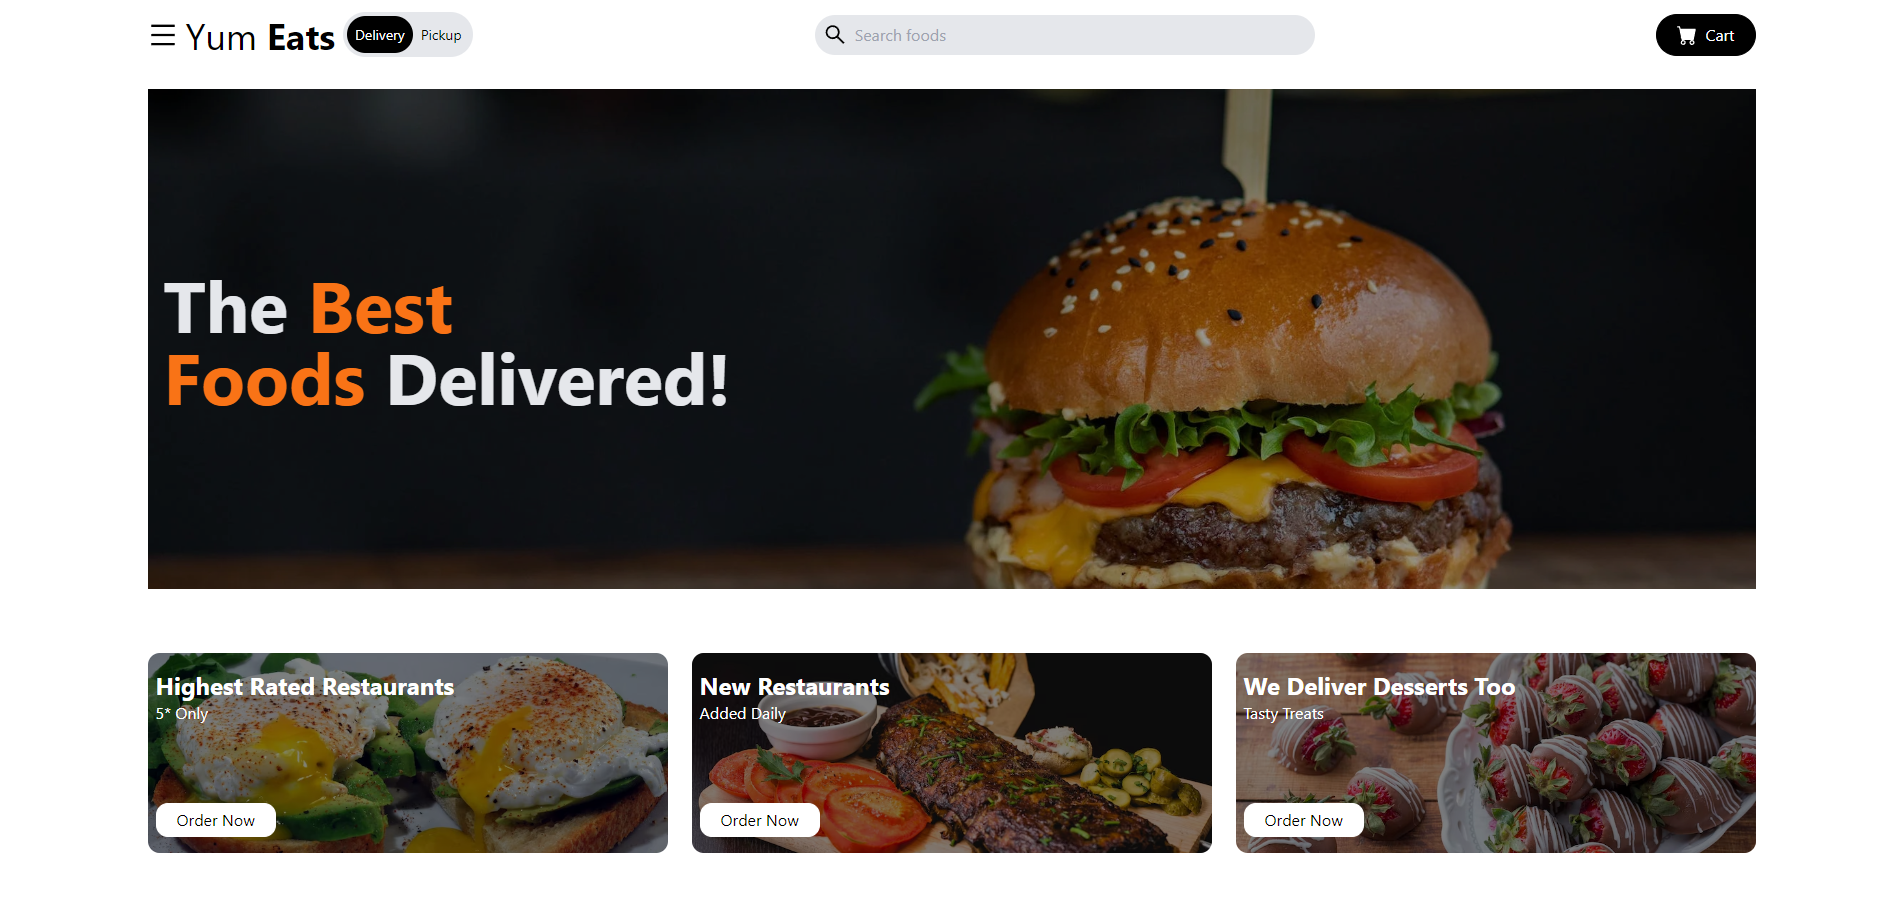 Yum Eats
Delivery Pickup
Search foods
Cart
The Best
Foods Delivered!
Highest Rated Restaurants
5* Only
Order Now
New Restaurants
Added Daily
Order Now
We Deliver Desserts Too
Tasty Treats
Order Now